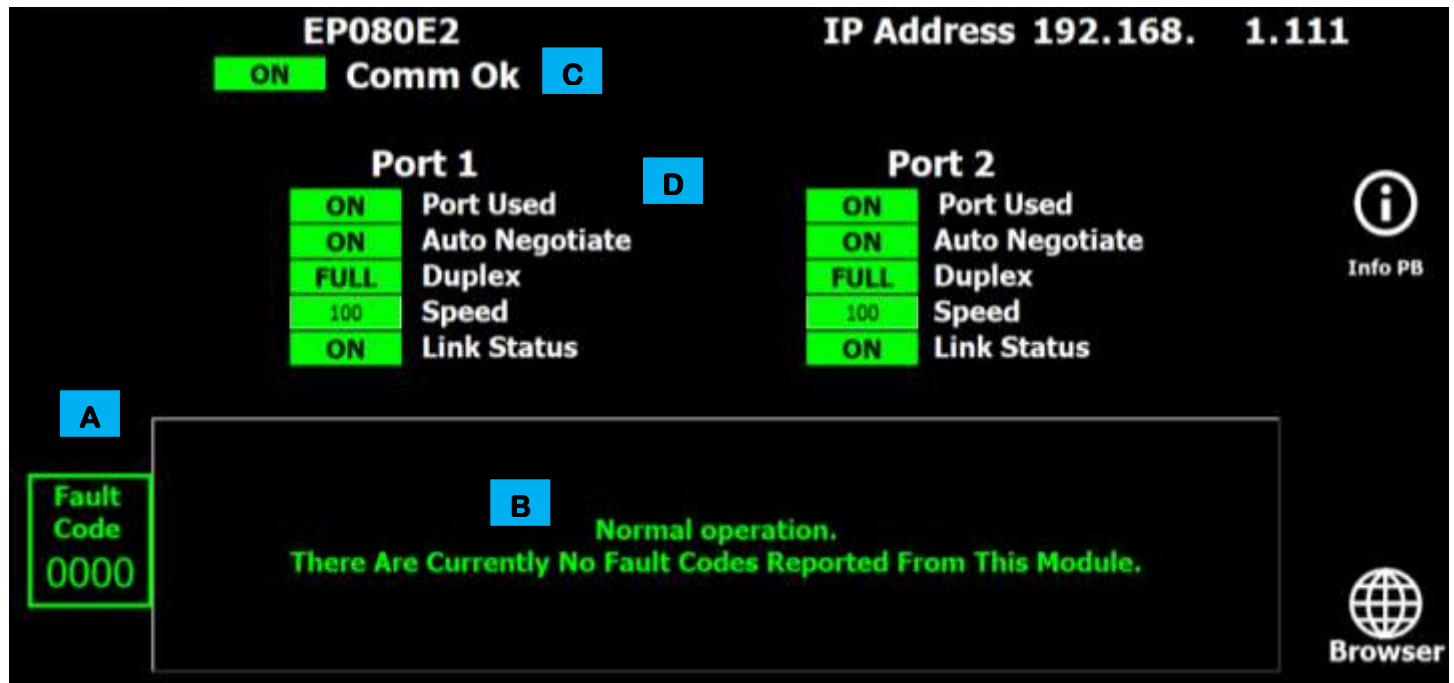 EP080E2 IP Address 192.168. 1.111
ON Comm Ok C
Port 1 D Port 2
ON Port Used ON Port Used
ON Auto Negotiate ON Auto Negotiate
FULL Duplex FULL Duplex
100 Speed 100 Speed
ON Link Status ON Link Status
Info PB
A
Fault
Code
0000
B
Normal operation.
There Are Currently No Fault Codes Reported From This Module.
Browser